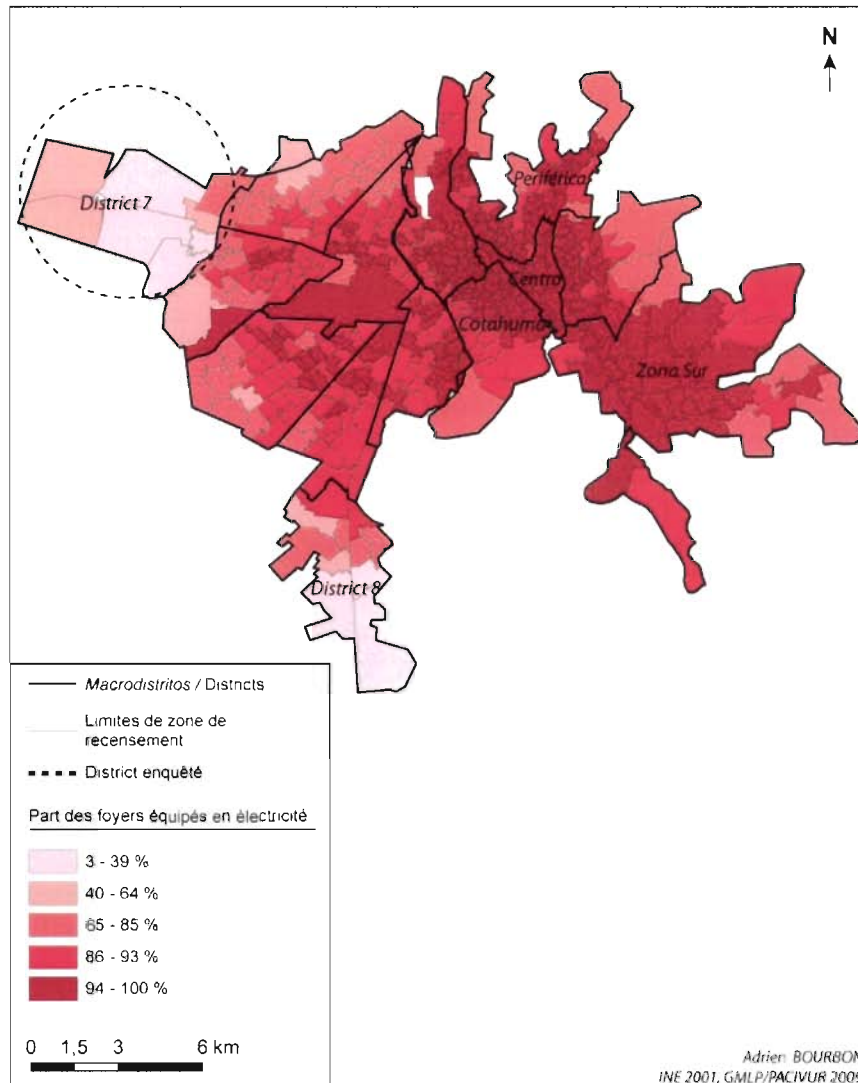 N
District 7
Periférica
Centro
Cotahuma
Zona Sur
District 8
Macrodistritos / Districts
Limites de zone de
recensement
District enquêté
Part des foyers équipés en électricité
3 - 39 %
40 - 64 %
65 - 85 %
86 - 93 %
94 - 100 %
0 1,5 3 6 km
Adrien BOURBON
INE 2001, GMLP/PACIVUR 2009